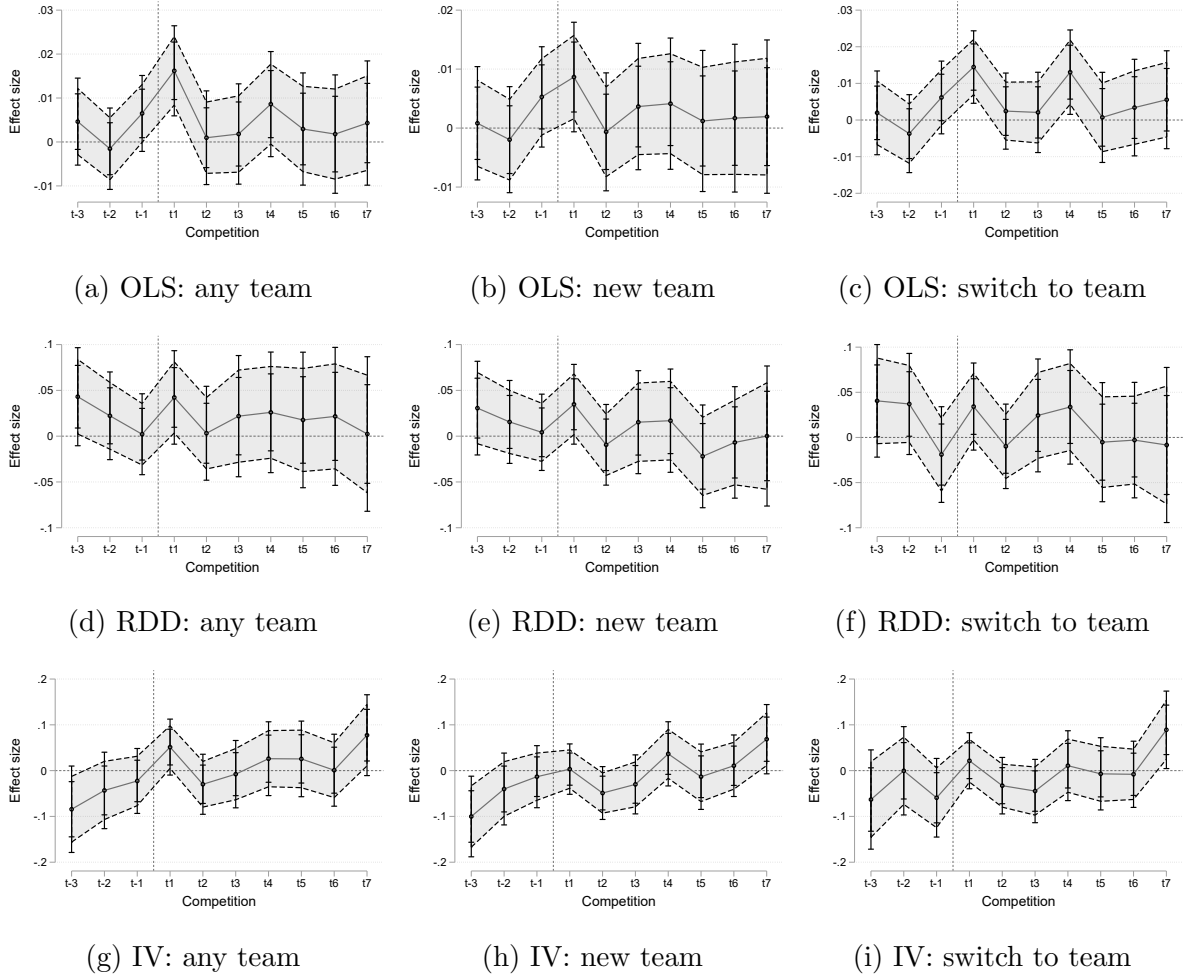 .03
.02
.01
0
-.01
Effect size
t-3 t-2 t-1 t1 t2 t3 t4 t5 t6 t7
Competition
(a) OLS: any team
.02
.01
0
-.01
Effect size
t-3 t-2 t-1 t1 t2 t3 t4 t5 t6 t7
Competition
(b) OLS: new team
.03
.02
.01
0
-.01
-.02
Effect size
t-3 t-2 t-1 t1 t2 t3 t4 t5 t6 t7
Competition
(c) OLS: switch to team
.1
.05
0
-.05
-.1
Effect size
t-3 t-2 t-1 t1 t2 t3 t4 t5 t6 t7
Competition
(d) RDD: any team
.1
.05
0
-.05
-.1
Effect size
t-3 t-2 t-1 t1 t2 t3 t4 t5 t6 t7
Competition
(e) RDD: new team
.1
.05
0
-.05
-.1
Effect size
t-3 t-2 t-1 t1 t2 t3 t4 t5 t6 t7
Competition
(f) RDD: switch to team
.2
.1
0
-.1
-.2
Effect size
t-3 t-2 t-1 t1 t2 t3 t4 t5 t6 t7
Competition
(g) IV: any team
.2
.1
0
-.1
-.2
Effect size
t-3 t-2 t-1 t1 t2 t3 t4 t5 t6 t7
Competition
(h) IV: new team
.2
.1
0
-.1
-.2
Effect size
t-3 t-2 t-1 t1 t2 t3 t4 t5 t6 t7
Competition
(i) IV: switch to team